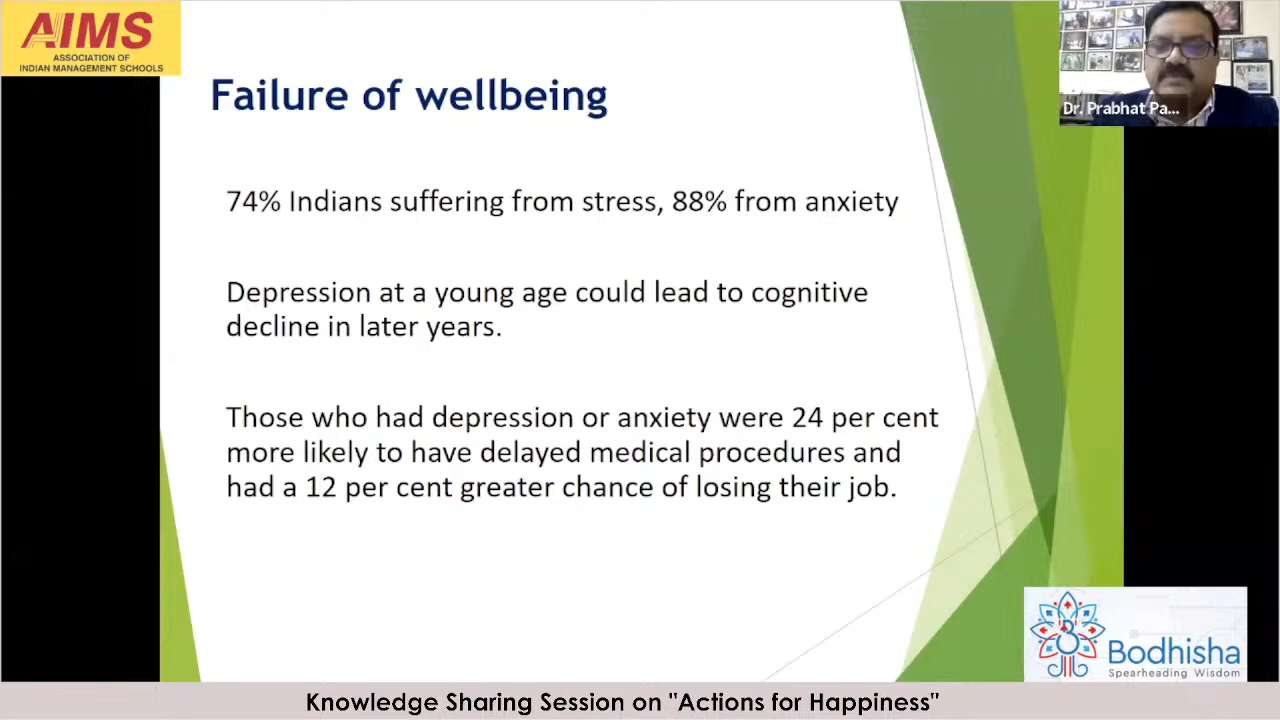 AIMS
ASSOCIATION OF
INDIAN MANAGEMENT SCHOOLS
Dr. Prabhat Pa...
Failure of wellbeing
74% Indians suffering from stress, 88% from anxiety
Depression at a young age could lead to cognitive
decline in later years.
Those who had depression or anxiety were 24 per cent
more likely to have delayed medical procedures and
had a 12 per cent greater chance of losing their job.
Bodhisha
Spearheading Wisdom
Knowledge Sharing Session on "Actions for Happiness"